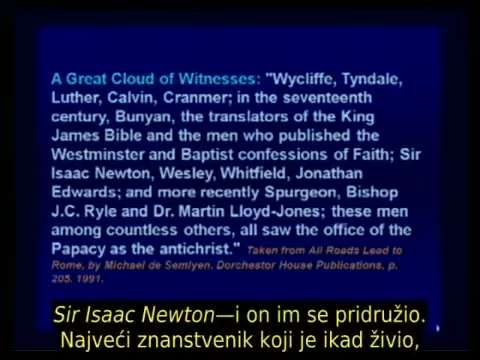 A Great Cloud of Witnesses: "Wycliffe, Tyndale,
Luther, Calvin, Cranmer; in the seventeenth
century, Bunyan, the translators of the King
James Bible and the men who published the
Westminster and Baptist confessions of Faith; Sir
Isaac Newton, Wesley, Whitfield, Jonathan
Edwards; and more recently Spurgeon, Bishop
J.C. Ryle and Dr. Martin Lloyd-Jones; these men
among countless others, all saw the office of the
Papacy as the antichrist." Taken from All Roads Lead to
Rome, by Michael de Semlyen. Dorchester House Publications, p.
205. 1991.
Sir Isaac Newton—i on im se pridružio.
Najveći znanstvenik koji je ikad živio,